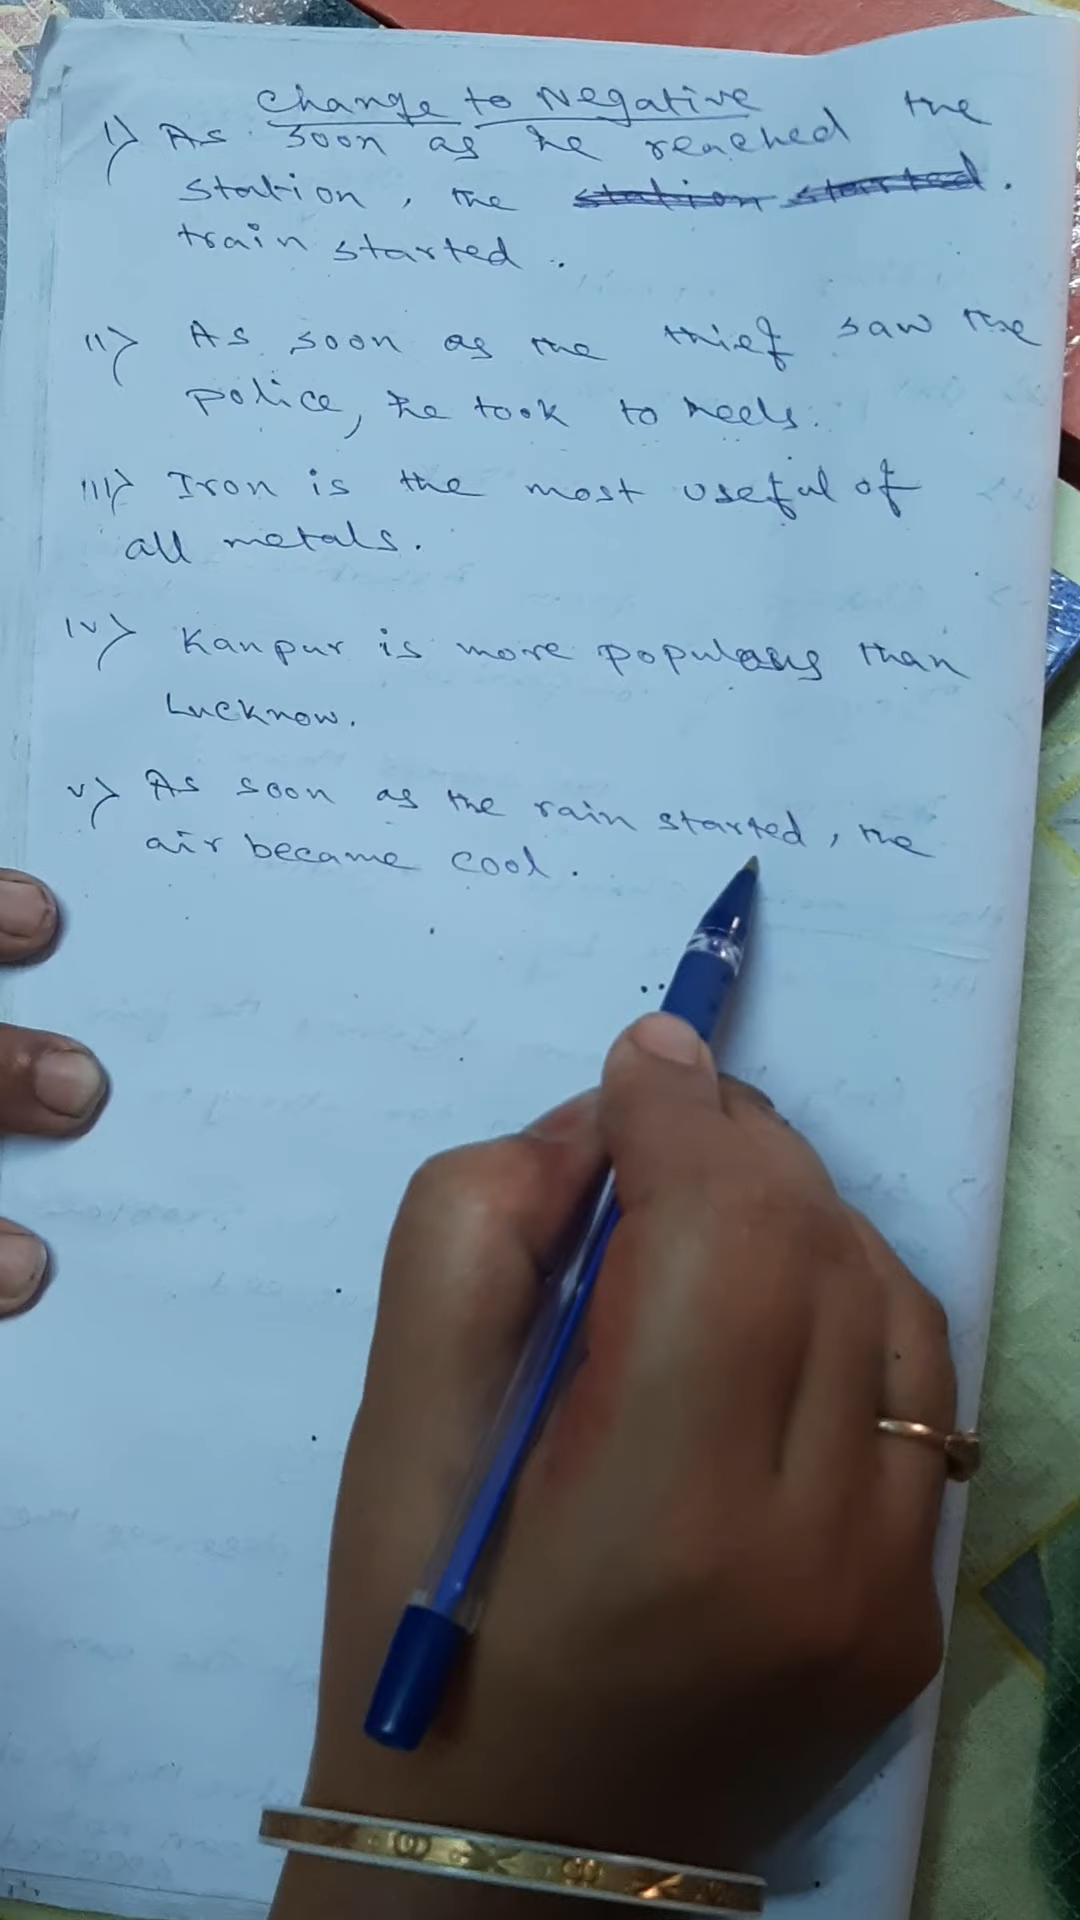 Change to Negative
i) As soon as he reached the
station, the station started.
train started.
ii) As soon as the thief saw the
police, he took to heels.
iii) Iron is the most useful of
all metals.
iv) Kanpur is more populous than
Lucknow.
v) As soon as the rain started, the
air became cool.